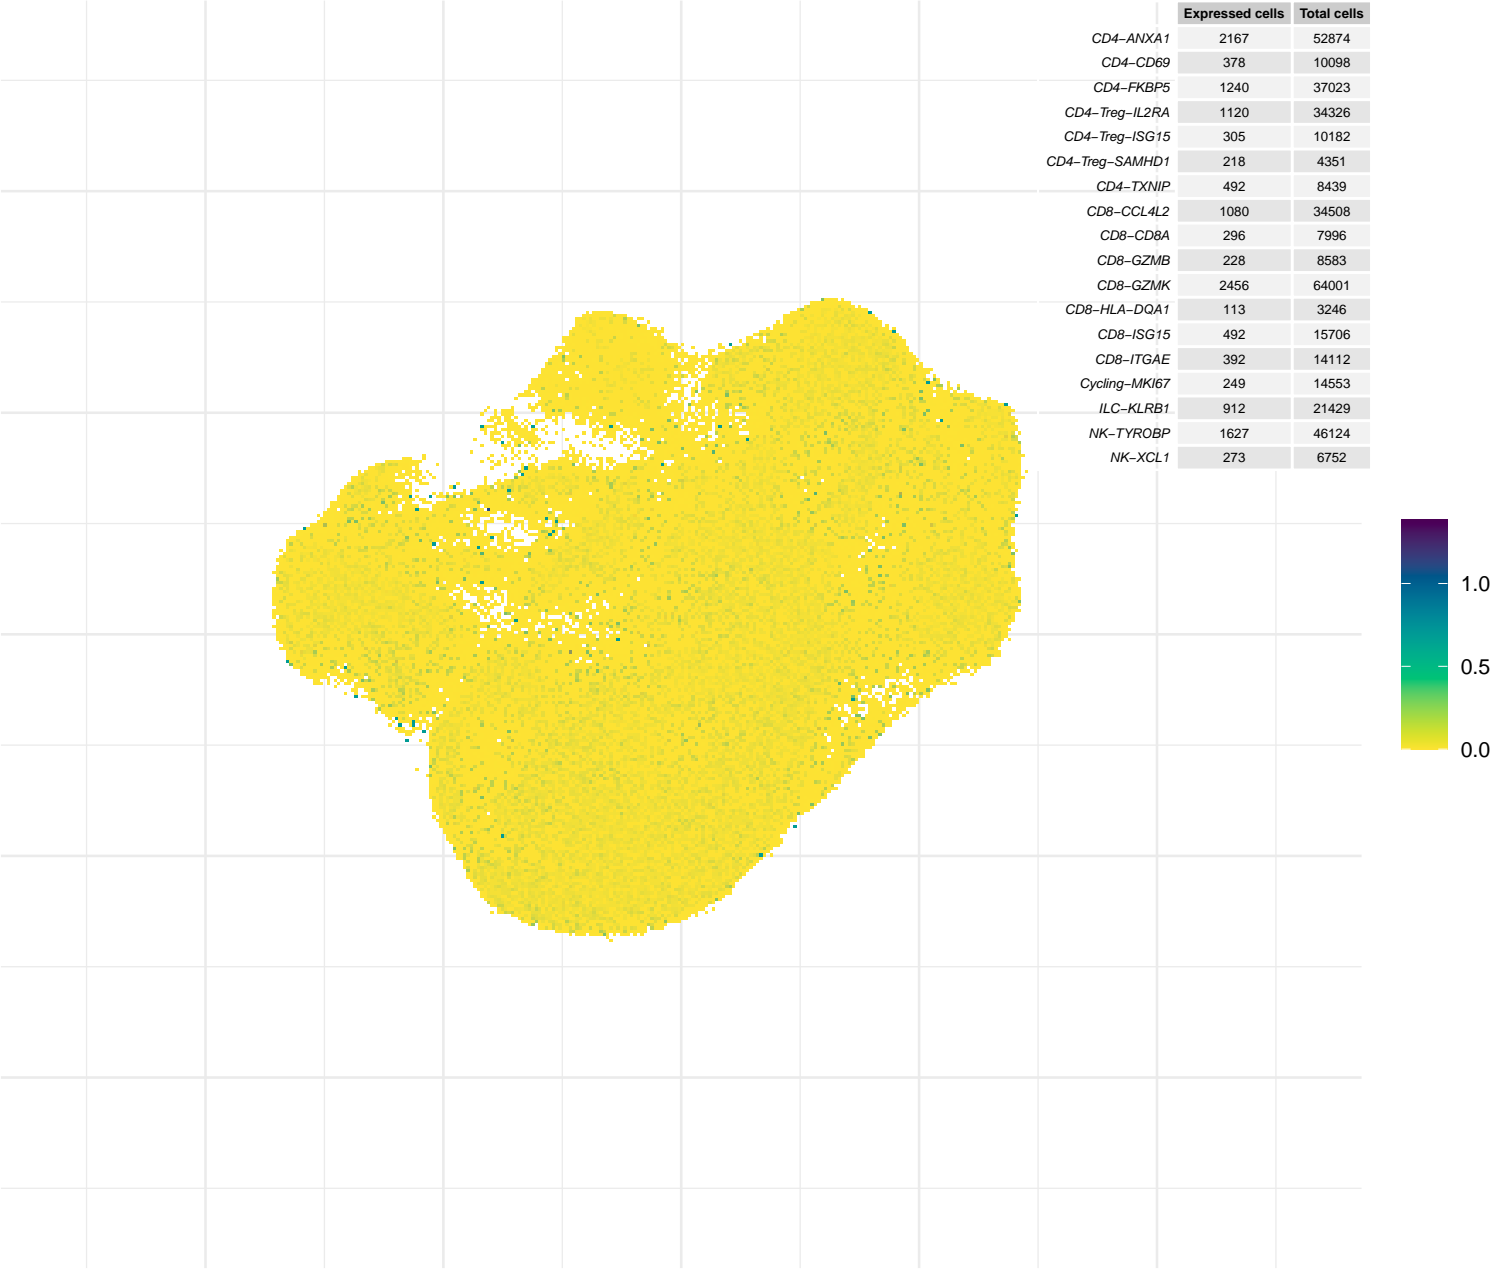 Expressed cells Total cells
CD4−ANXA1 2167 52874
CD4−CD69 378 10098
CD4−FKBP5 1240 37023
CD4−Treg−IL2RA 1120 34326
CD4−Treg−ISG15 305 10182
CD4−Treg−SAMHD1 218 4351
CD4−TXNIP 492 8439
CD8−CCL4L2 1080 34508
CD8−CD8A 296 7996
CD8−GZMB 228 8583
CD8−GZMK 2456 64001
CD8−HLA−DQA1 113 3246
CD8−ISG15 492 15706
CD8−ITGAE 392 14112
Cycling−MKI67 249 14553
ILC−KLRB1 912 21429
NK−TYROBP 1627 46124
NK−XCL1 273 6752
1.0
0.5
0.0